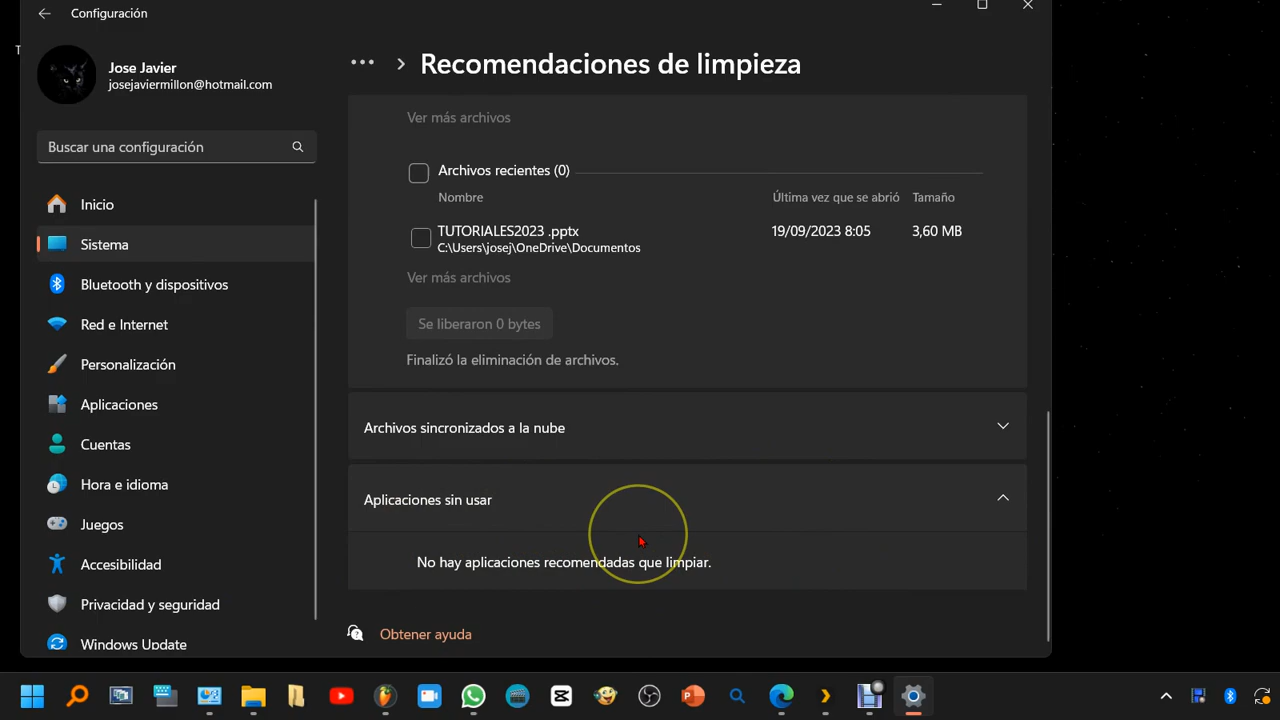 Configuración
T
Jose Javier
josejaviermillon@hotmail.com
Buscar una configuración
Inicio
Sistema
Bluetooth y dispositivos
Red e Internet
Personalización
Aplicaciones
Cuentas
Hora e idioma
Juegos
Accesibilidad
Privacidad y seguridad
Windows Update
... > Recomendaciones de limpieza
Ver más archivos
Archivos recientes (0)
Nombre Última vez que se abrió Tamaño
TUTORIALES2023 .pptx 19/09/2023 8:05 3,60 MB
C:\Users\josej\OneDrive\Documentos
Ver más archivos
Se liberaron 0 bytes
Finalizó la eliminación de archivos.
Archivos sincronizados a la nube
Aplicaciones sin usar
No hay aplicaciones recomendadas que limpiar.
Obtener ayuda